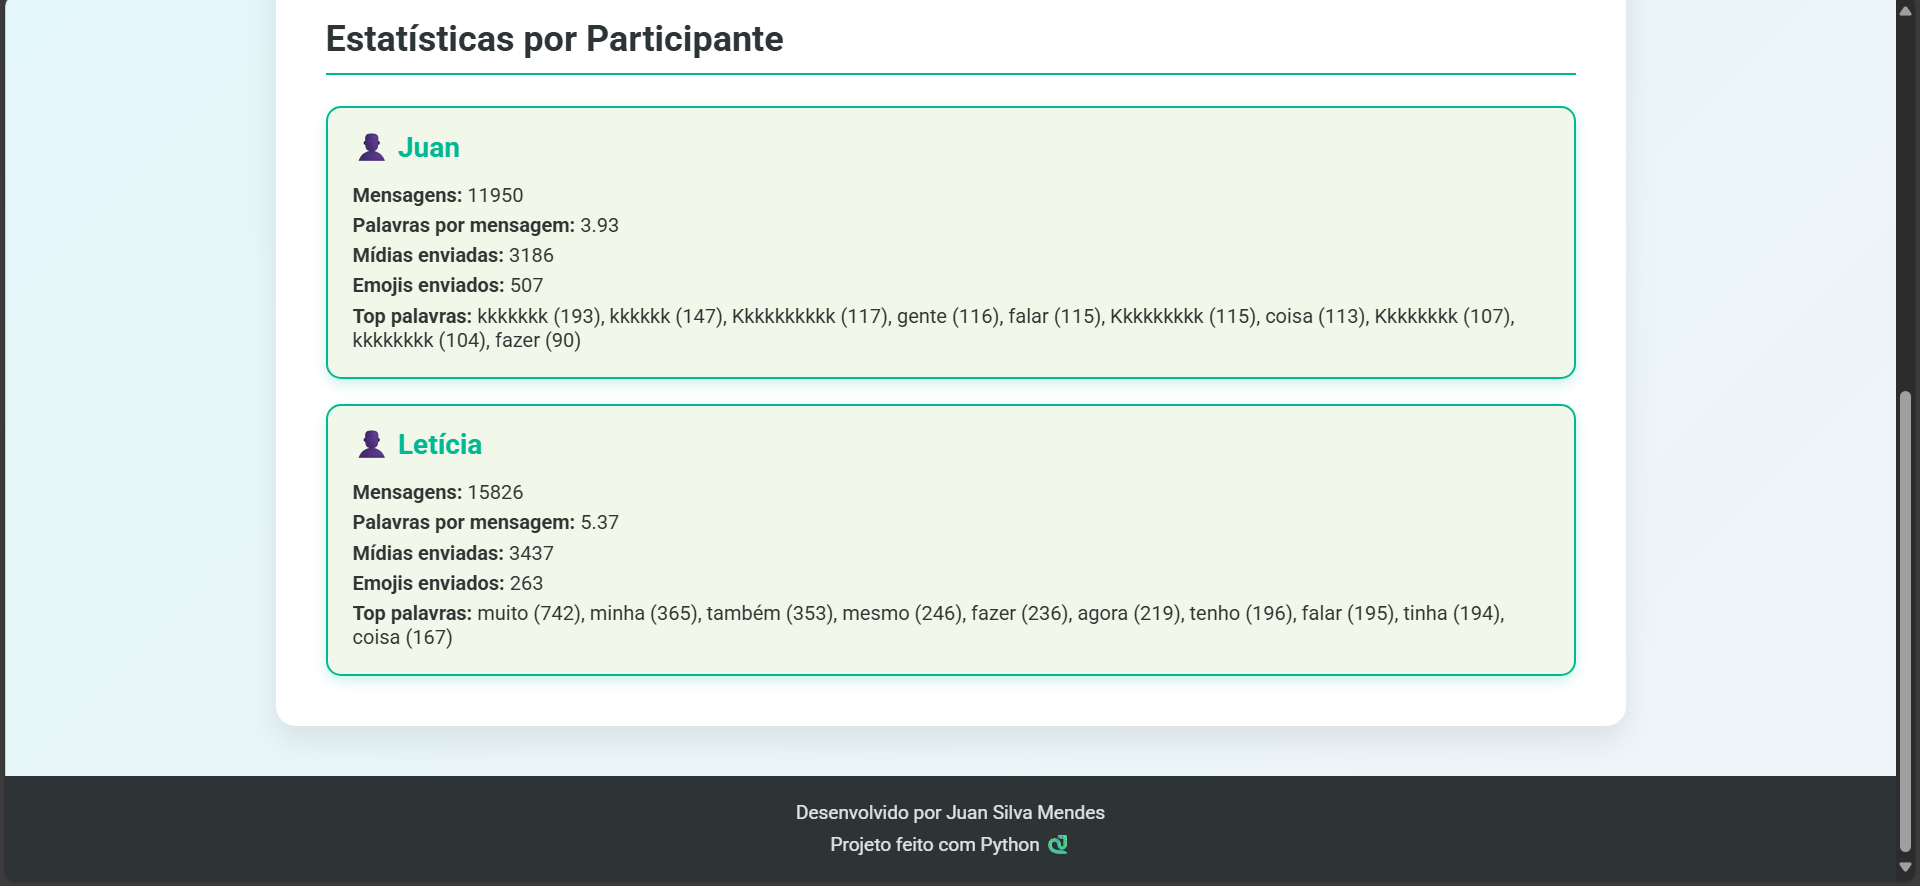 Estatísticas por Participante
Juan
Mensagens: 11950
Palavras por mensagem: 3.93
Mídias enviadas: 3186
Emojis enviados: 507
Top palavras: kkkkkkk (193), kkkkkk (147), Kkkkkkkkkk (117), gente (116), falar (115), Kkkkkkkkk (115), coisa (113), Kkkkkkkk (107),
kkkkkkkk (104), fazer (90)
Letícia
Mensagens: 15826
Palavras por mensagem: 5.37
Mídias enviadas: 3437
Emojis enviados: 263
Top palavras: muito (742), minha (365), também (353), mesmo (246), fazer (236), agora (219), tenho (196), falar (195), tinha (194),
coisa (167)
Desenvolvido por Juan Silva Mendes
Projeto feito com Python